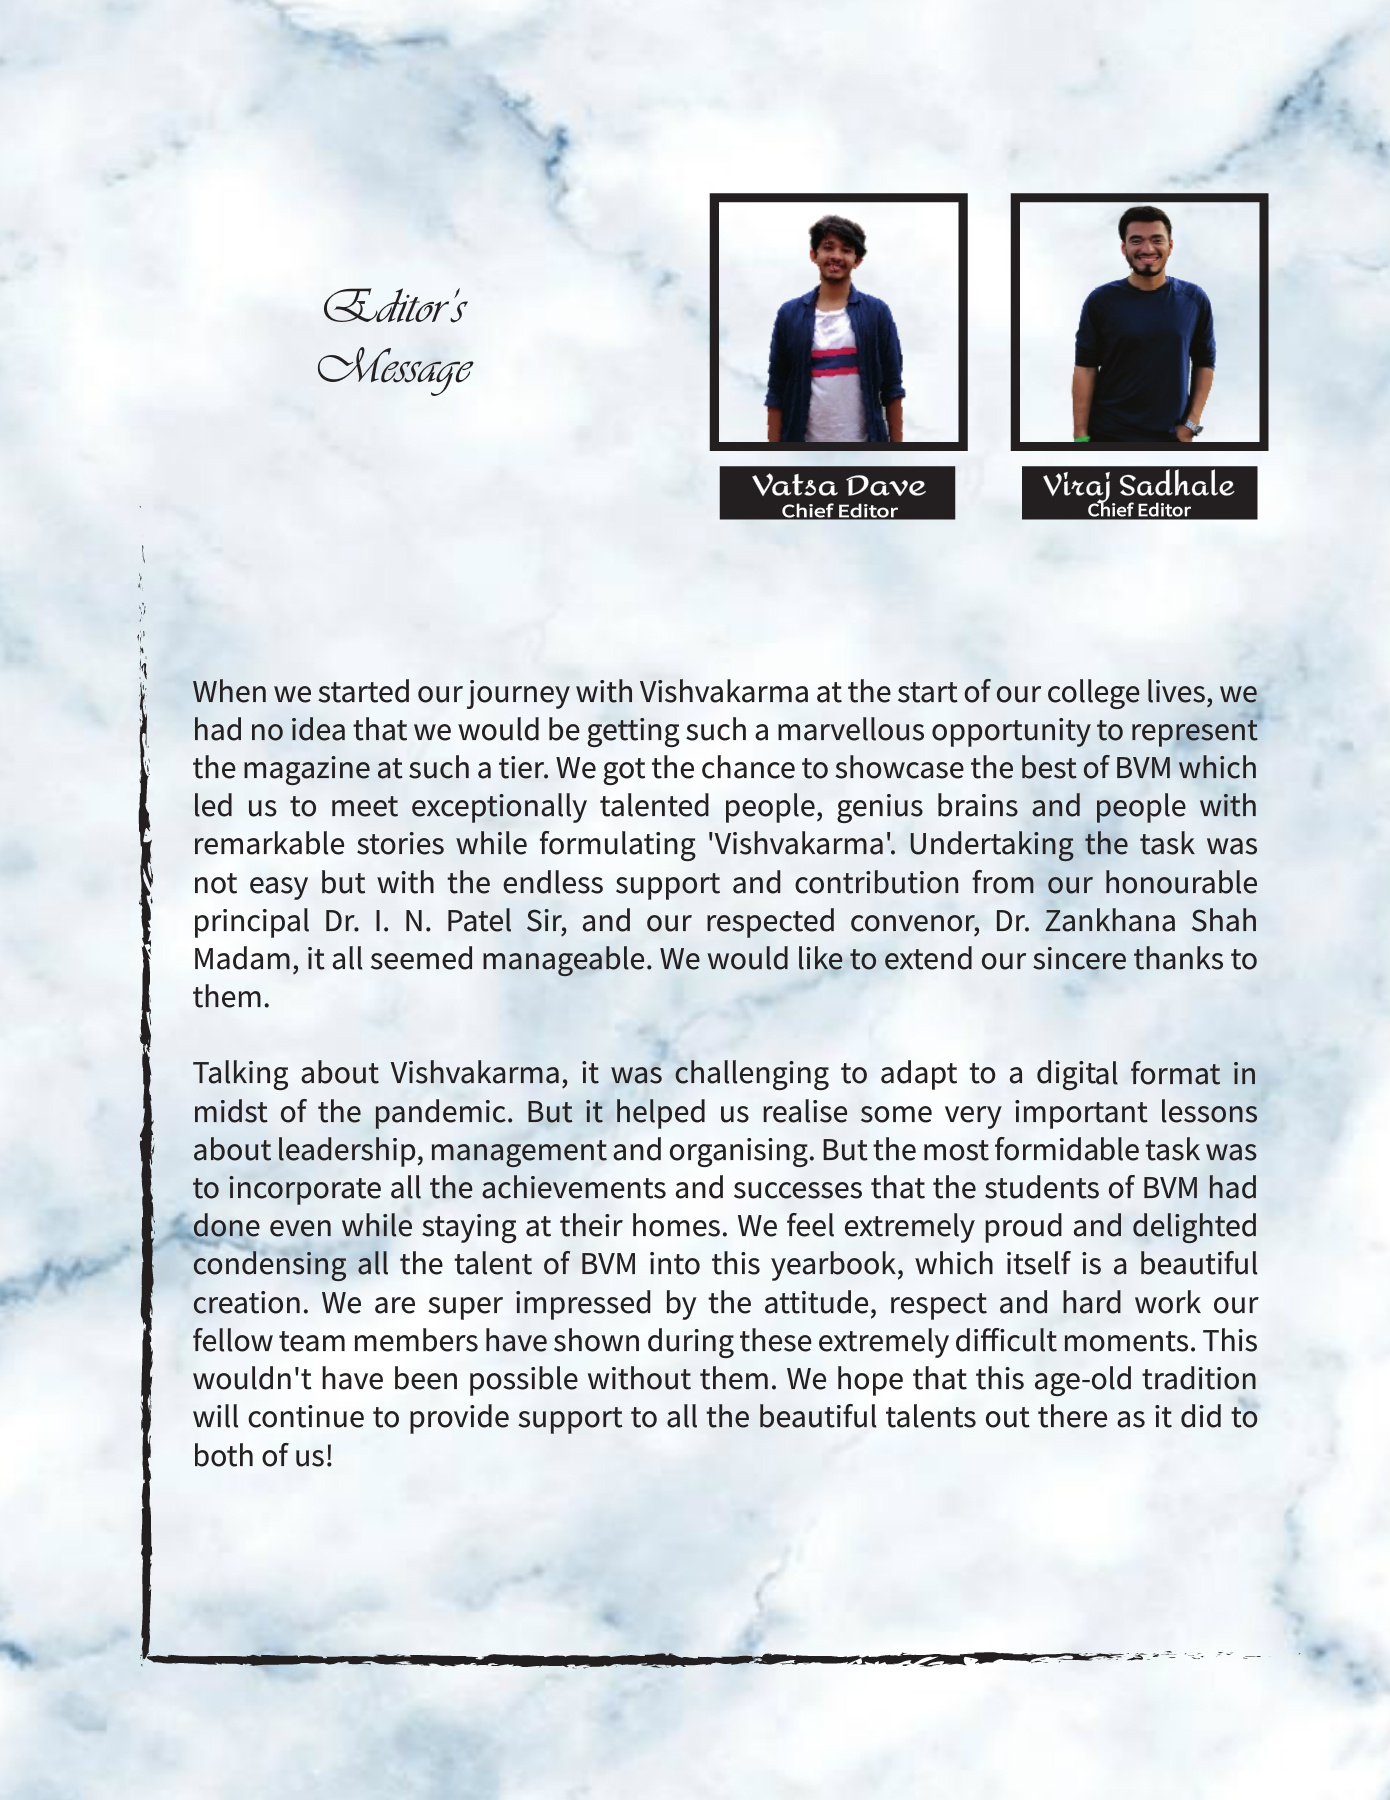 Editor's
Message
Vatsa Dave
Chief Editor
Viraj Sadhale
Chief Editor
When we started our journey with Vishvakarma at the start of our college lives, we
had no idea that we would be getting such a marvellous opportunity to represent
the magazine at such a tier. We got the chance to showcase the best of BVM which
led us to meet exceptionally talented people, genius brains and people with
remarkable stories while formulating 'Vishvakarma'. Undertaking the task was
not easy but with the endless support and contribution from our honourable
principal Dr. I. N. Patel Sir, and our respected convenor, Dr. Zankhana Shah
Madam, it all seemed manageable. We would like to extend our sincere thanks to
them.
Talking about Vishvakarma, it was challenging to adapt to a digital format in
midst of the pandemic. But it helped us realise some very important lessons
about leadership, management and organising. But the most formidable task was
to incorporate all the achievements and successes that the students of BVM had
done even while staying at their homes. We feel extremely proud and delighted
condensing all the talent of BVM into this yearbook, which itself is a beautiful
creation. We are super impressed by the attitude, respect and hard work our
fellow team members have shown during these extremely difficult moments. This
wouldn't have been possible without them. We hope that this age-old tradition
will continue to provide support to all the beautiful talents out there as it did to
both of us!